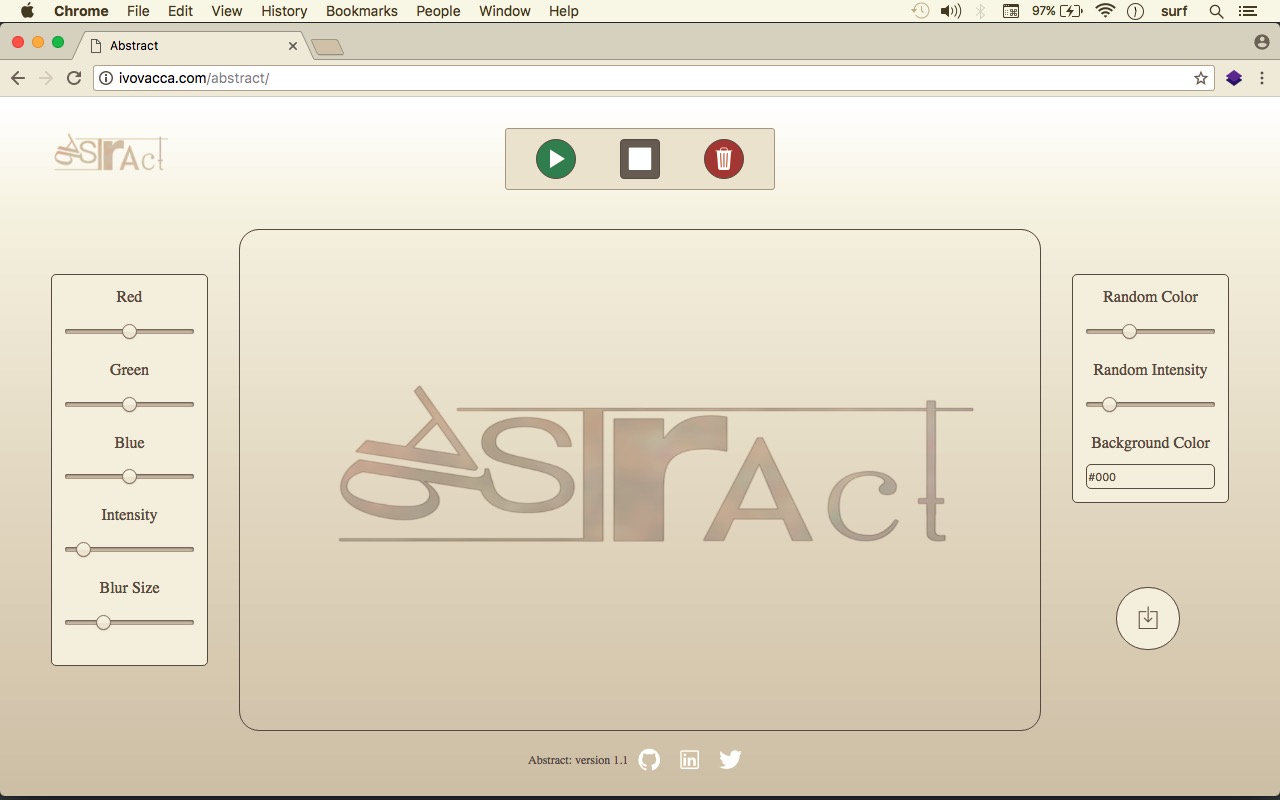 Chrome File Edit View History Bookmarks People Window Help 97% surf
Abstract
ivovacca.com/abstract/
abstrAct
Red
Green
Blue
Intensity
Blur Size
abstrAct
Random Color
Random Intensity
Background Color
#000
Abstract: version 1.1